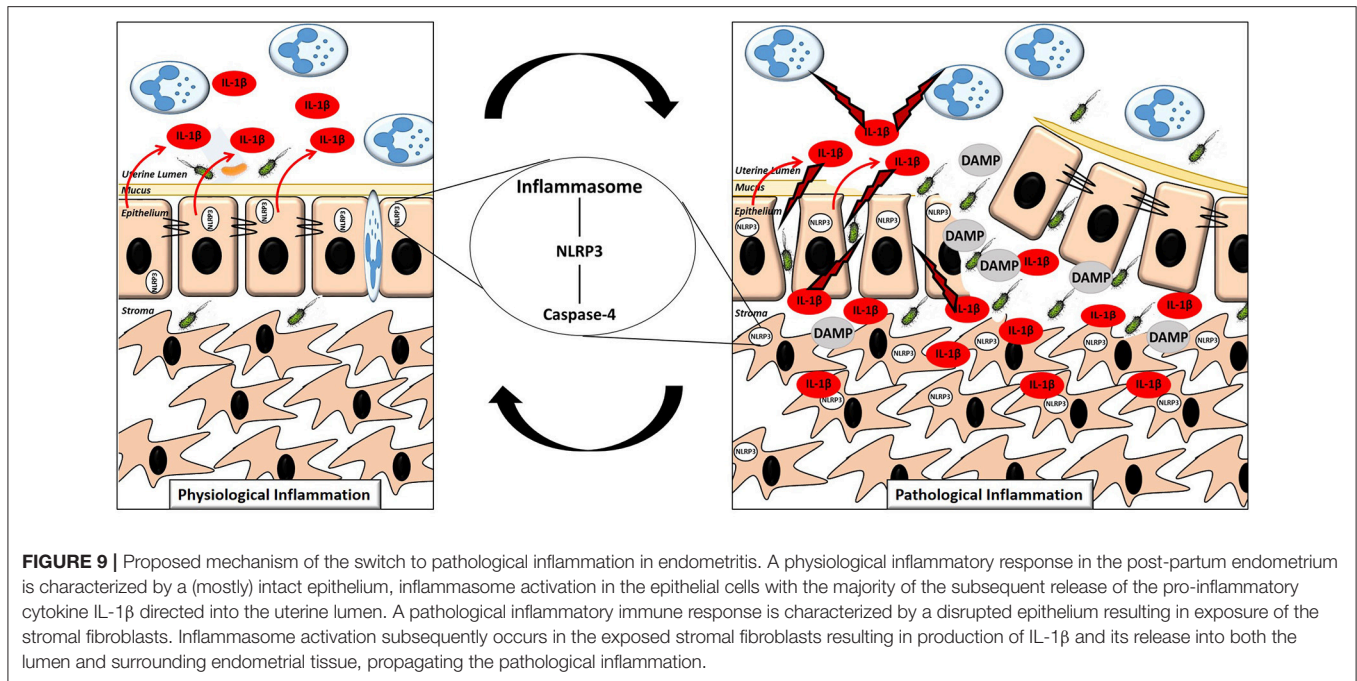 IL-1β
IL-1β
IL-1β
IL-1β
IL-1β
Uterine Lumen
Mucus
Epithelium
NLRP3
NLRP3
NLRP3
NLRP3
NLRP3
Stroma
Physiological Inflammation
Inflammasome
NLRP3
Caspase-4
IL-1β
IL-1β
IL-1β
DAMP
Uterine Lumen
Mucus
Epithelium
NLRP3
NLRP3
NLRP3
NLRP3
DAMP
DAMP
IL-1β
DAMP
IL-1β
IL-1β
IL-1β
IL-1β
Stroma
IL-1β
IL-1β
DAMP
DAMP
NLRP3
NLRP3
NLRP3
NLRP3
NLRP3
IL-1β
IL-1β
IL-1β
IL-1β
NLRP3
NLRP3
NLRP3
NLRP3
NLRP3
Pathological Inflammation
FIGURE 9 | Proposed mechanism of the switch to pathological inflammation in endometritis. A physiological inflammatory response in the post-partum endometrium
is characterized by a (mostly) intact epithelium, inflammasome activation in the epithelial cells with the majority of the subsequent release of the pro-inflammatory
cytokine IL-1β directed into the uterine lumen. A pathological inflammatory immune response is characterized by a disrupted epithelium resulting in exposure of the
stromal fibroblasts. Inflammasome activation subsequently occurs in the exposed stromal fibroblasts resulting in production of IL-1β and its release into both the
lumen and surrounding endometrial tissue, propagating the pathological inflammation.